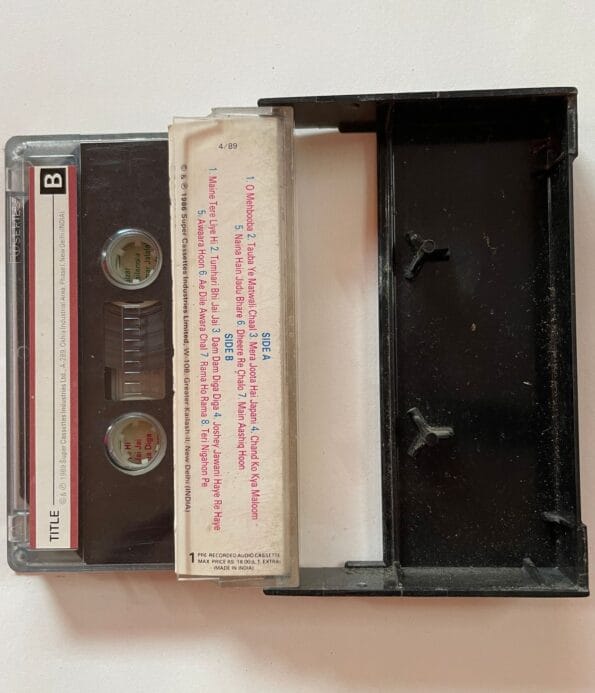 B
© & ℗ 1989 Super Cassettes Industries Ltd., A-289, Okhla Industrial Area, Phase-I, New Delhi (INDIA)
TITLE
4/89
SIDE A
1. O Mehbooba 2. Tauba Ye Matwali Chaal 3. Mera Joota Hai Japani 4. Chand Ko Kya Maloom
5. Naina Hain Jadu Bhare 6. Dheere Re Chalo 7. Main Aashiq Hoon
SIDE B
1. Maine Tere Liye Hi 2. Tumhari Bhi Jai Jai 3. Dam Dam Diga Diga 4. Joshey Jawani Haye Re Haye
5. Awaara Hoon 6. Ae Dile Awara Chal 7. Rama Ho Rama 8. Teri Nigahon Pe
© & ℗ 1986 Super Cassettes Industries Limited, W-108, Greater Kailash-II, New Delhi (INDIA)
1 PRE-RECORDED AUDIO CASSETTE
MAX. PRICE RS. 18.00/L.T. EXTRA
(MADE IN INDIA)